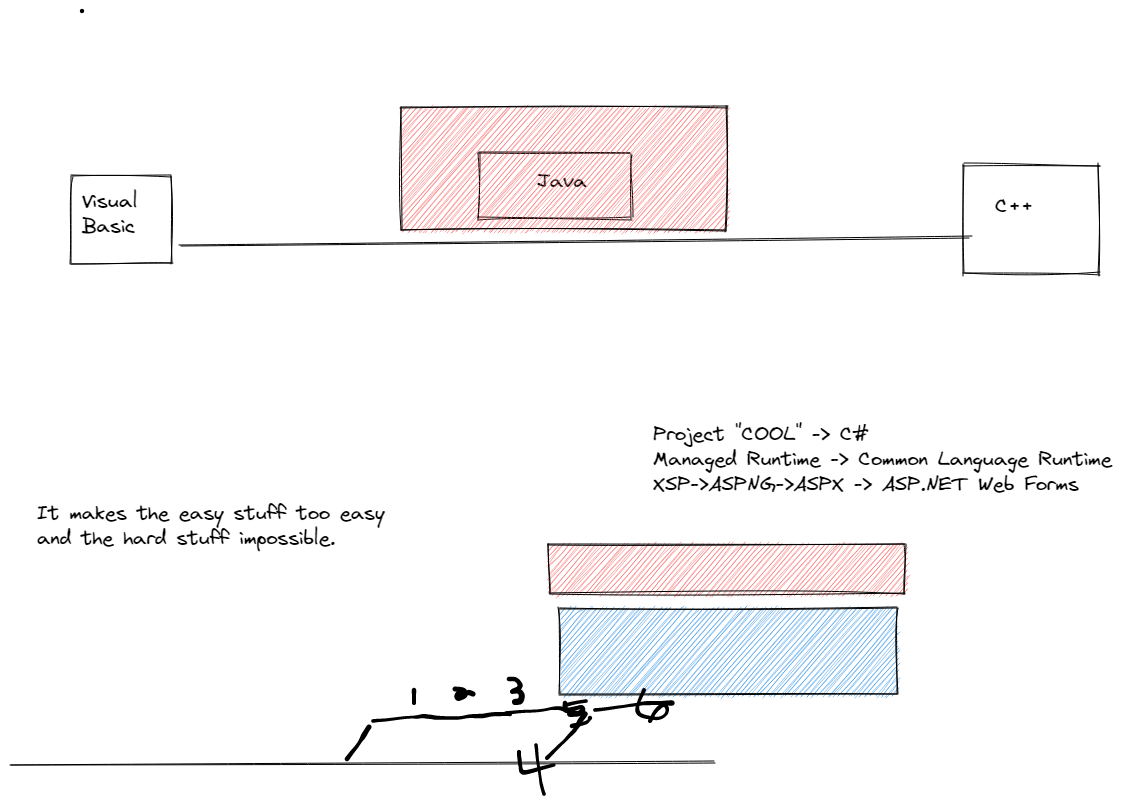 Java
Visual
Basic
C++
Project "COOL" -> C#
Managed Runtime -> Common Language Runtime
XSP->ASPNG->ASPX -> ASP.NET Web Forms
It makes the easy stuff too easy
and the hard stuff impossible.
1 2 3 5 6
4